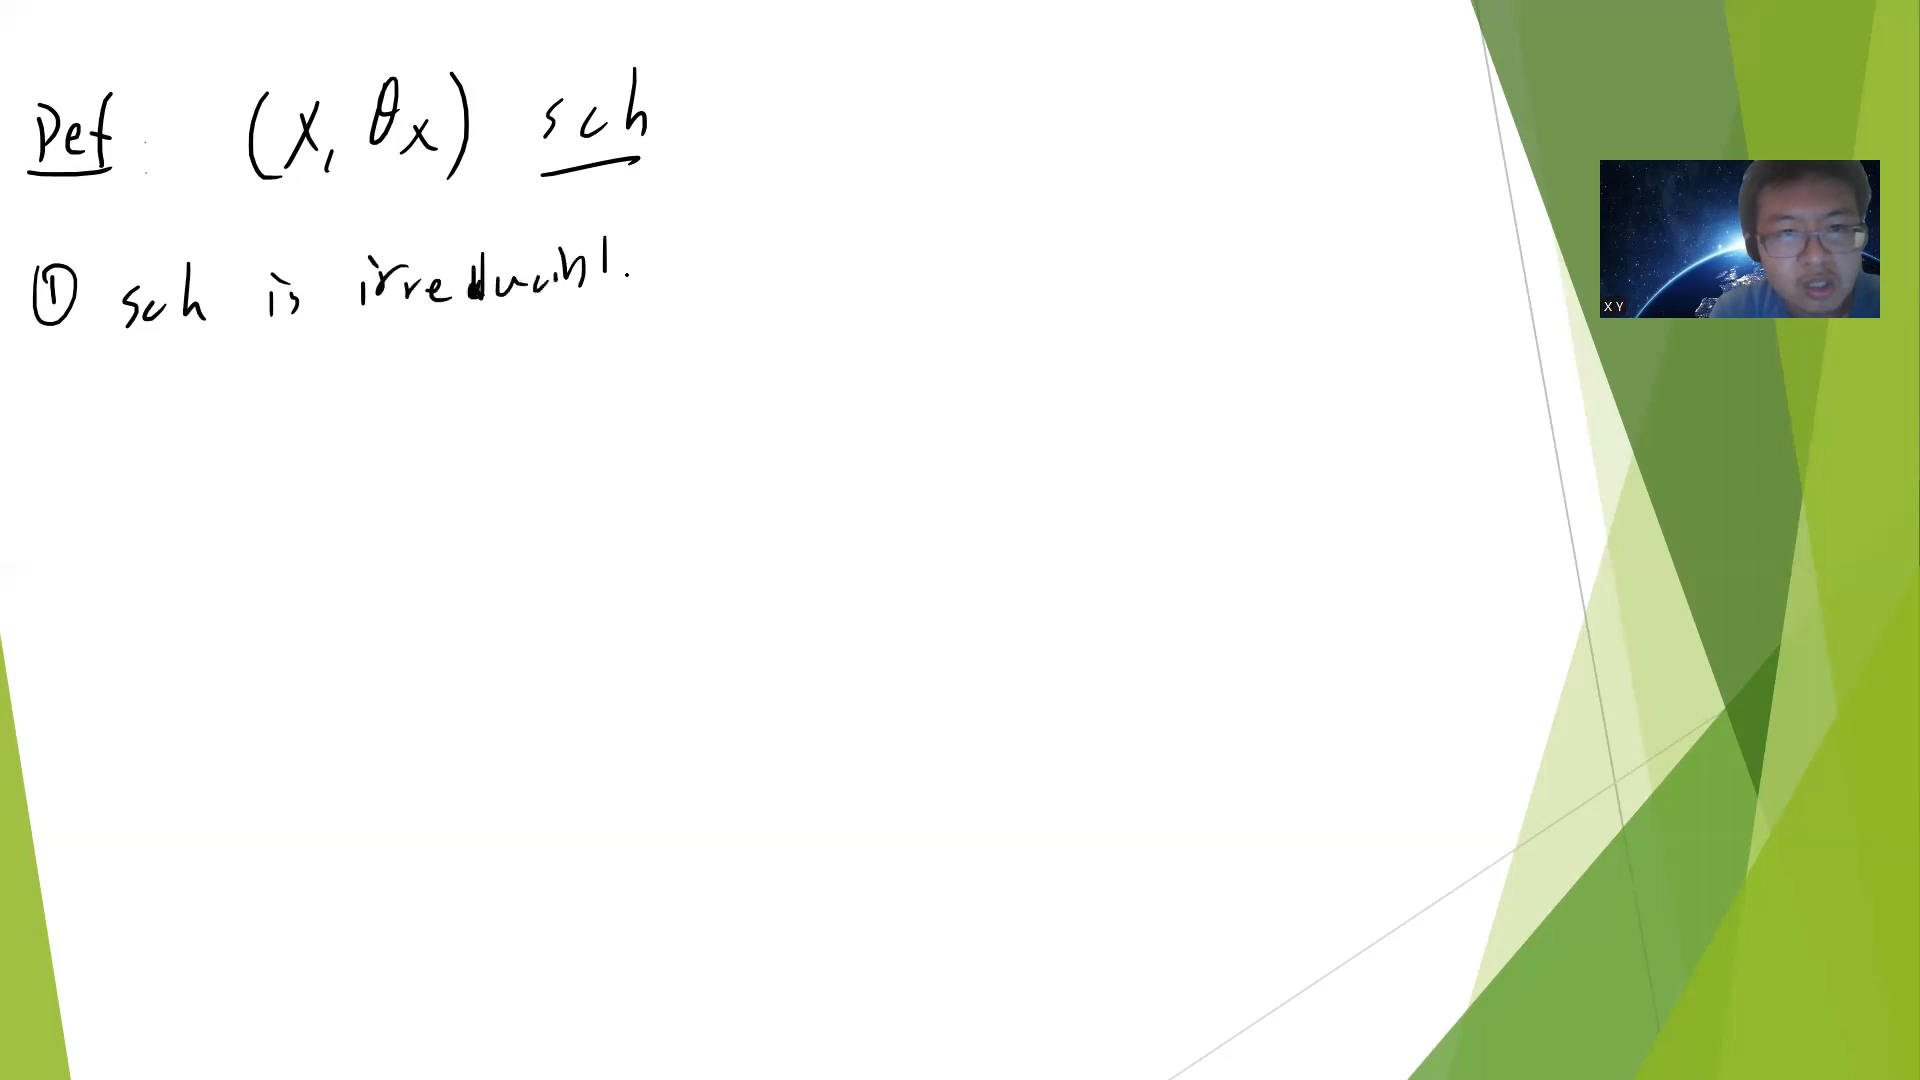 Def : (X, θx) sch
① sch is irreducibl.
X Y